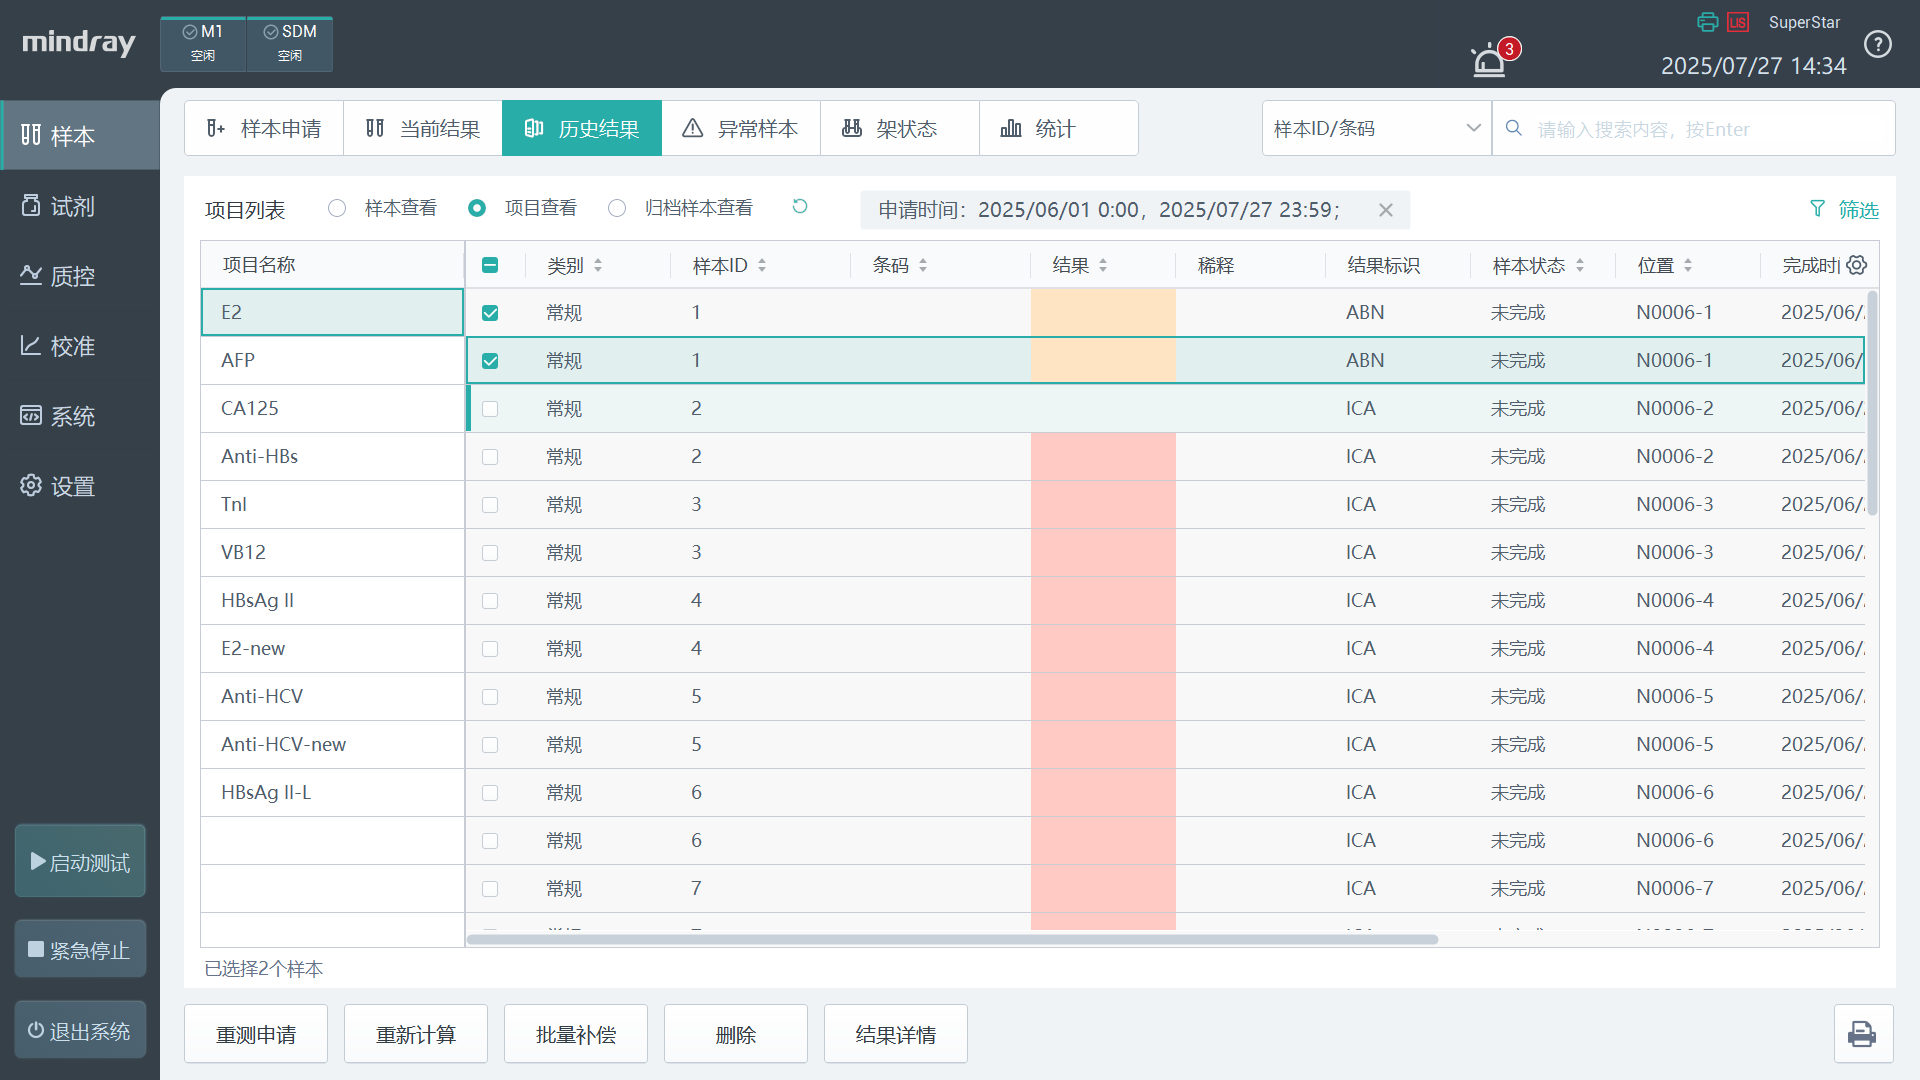 mindray
M1
空闲
SDM
空闲
3
LIS
SuperStar
2025/07/27 14:34
样本
试剂
质控
校准
系统
设置
启动测试
紧急停止
退出系统
样本申请
当前结果
历史结果
异常样本
架状态
统计
样本ID/条码
请输入搜索内容，按Enter
项目列表
样本查看
项目查看
归档样本查看
申请时间：2025/06/01 0:00，2025/07/27 23:59；
筛选
项目名称 类别 样本ID 条码 结果 稀释 结果标识 样本状态 位置 完成时
E2 常规 1 ABN 未完成 N0006-1 2025/06/
AFP 常规 1 ABN 未完成 N0006-1 2025/06/
CA125 常规 2 ICA 未完成 N0006-2 2025/06/
Anti-HBs 常规 2 ICA 未完成 N0006-2 2025/06/
TnI 常规 3 ICA 未完成 N0006-3 2025/06/
VB12 常规 3 ICA 未完成 N0006-3 2025/06/
HBsAg II 常规 4 ICA 未完成 N0006-4 2025/06/
E2-new 常规 4 ICA 未完成 N0006-4 2025/06/
Anti-HCV 常规 5 ICA 未完成 N0006-5 2025/06/
Anti-HCV-new 常规 5 ICA 未完成 N0006-5 2025/06/
HBsAg II-L 常规 6 ICA 未完成 N0006-6 2025/06/
常规 6 ICA 未完成 N0006-6 2025/06/
常规 7 ICA 未完成 N0006-7 2025/06/
已选择2个样本
重测申请
重新计算
批量补偿
删除
结果详情